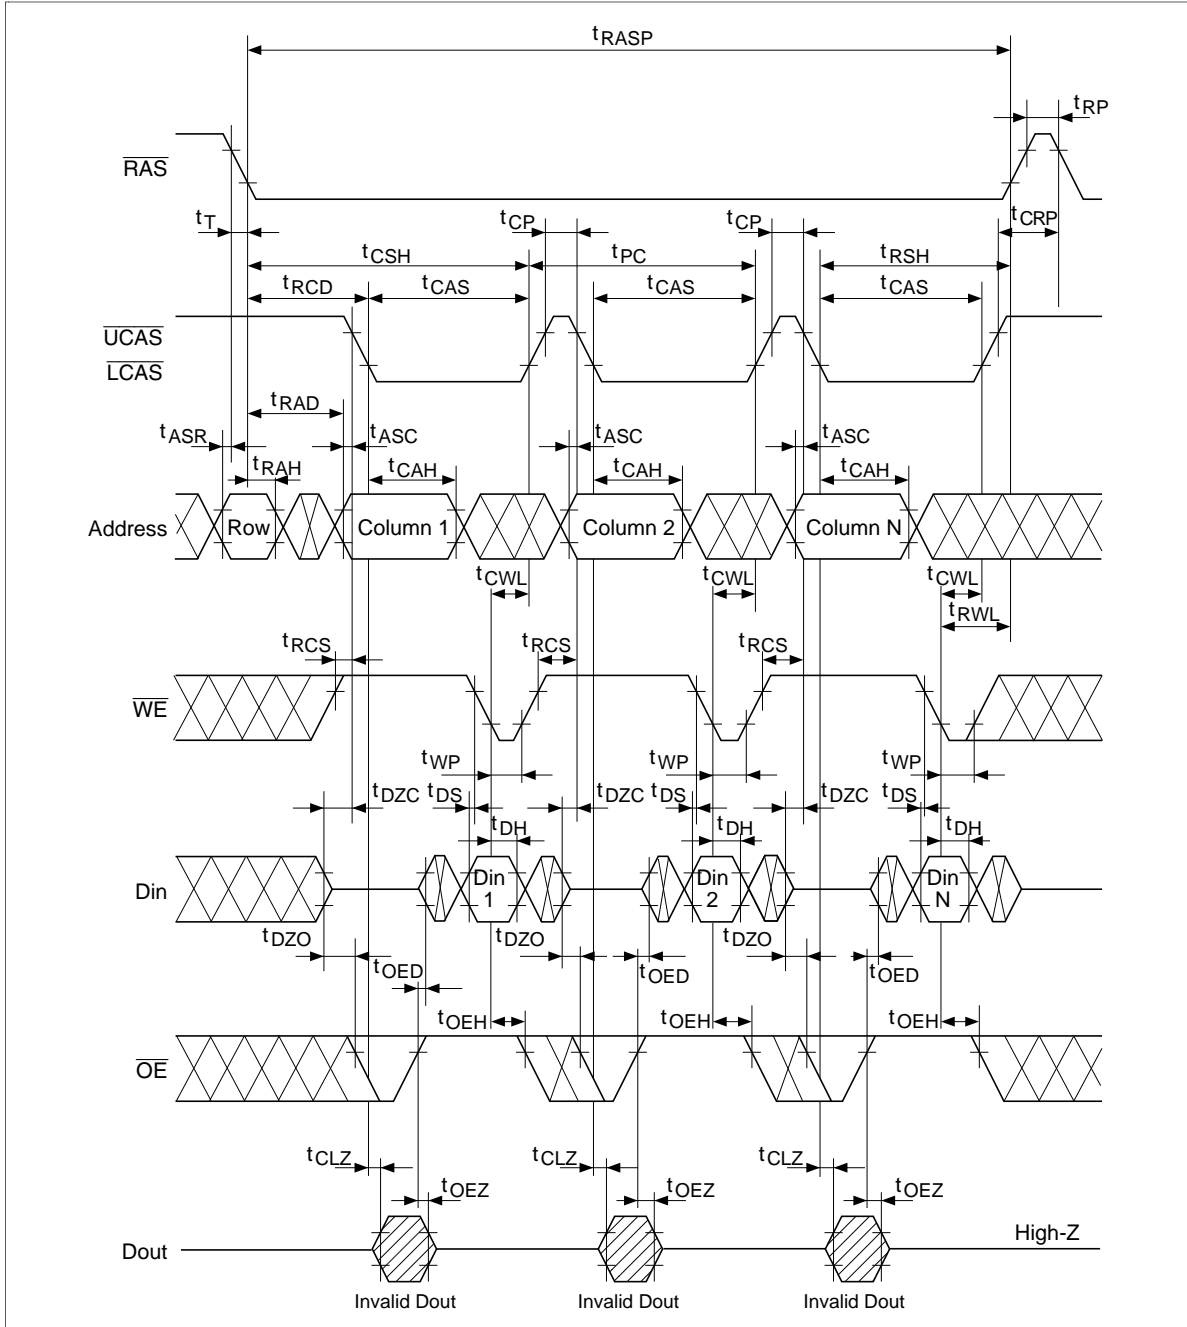 tRASP
tRP
RAS
tT
tCP
tCP
tCRP
tCSH
tPC
tRSH
tRCD
tCAS
tCAS
tCAS
UCAS
LCAS
tRAD
tASR
tASC
tASC
tASC
tRAH
tCAH
tCAH
tCAH
Address
Row
Column 1
Column 2
Column N
tCWL
tCWL
tCWL
tRWL
tRCS
tRCS
tRCS
WE
tWP
tWP
tWP
tDZC
tDS
tDZC
tDS
tDZC
tDS
tDH
tDH
tDH
Din
Din 1
Din 2
Din N
tDZO
tDZO
tDZO
tOED
tOED
tOED
tOEH
tOEH
tOEH
OE
tCLZ
tCLZ
tCLZ
tOEZ
tOEZ
tOEZ
Dout
High-Z
Invalid Dout
Invalid Dout
Invalid Dout